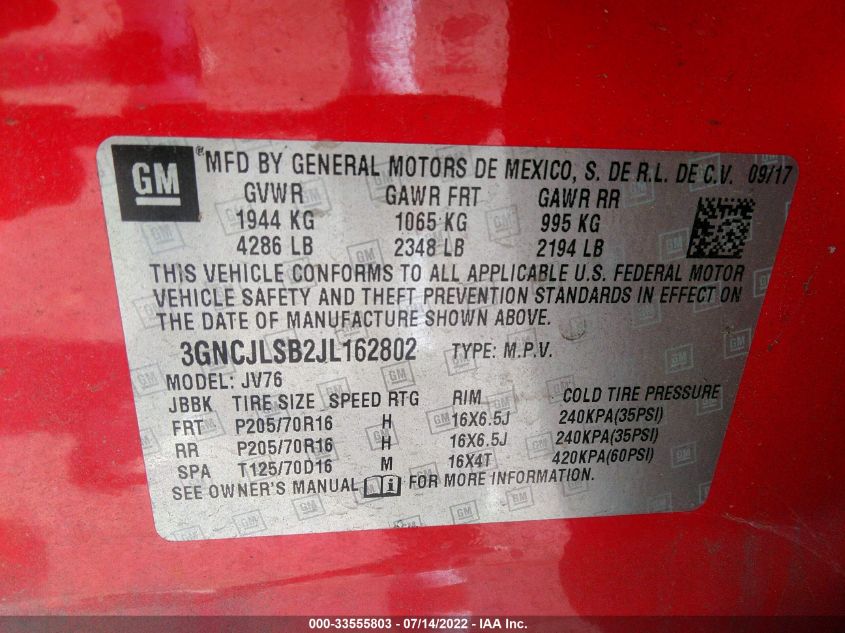 GM ® MFD BY GENERAL MOTORS DE MEXICO, S. DE R.L. DE C.V. 09/17
GVWR GAWR FRT GAWR RR
1944 KG 1065 KG 995 KG
4286 LB 2348 LB 2194 LB
THIS VEHICLE CONFORMS TO ALL APPLICABLE U.S. FEDERAL MOTOR
VEHICLE SAFETY AND THEFT PREVENTION STANDARDS IN EFFECT ON
THE DATE OF MANUFACTURE SHOWN ABOVE.
3GNCJLSB2JL162802 TYPE: M.P.V.
MODEL: JV76
JBBK TIRE SIZE SPEED RTG RIM COLD TIRE PRESSURE
FRT P205/70R16 H 16X6.5J 240KPA(35PSI)
RR P205/70R16 H 16X6.5J 240KPA(35PSI)
SPA T125/70D16 M 16X4T 420KPA(60PSI)
SEE OWNER'S MANUAL FOR MORE INFORMATION.
000-33555803 - 07/14/2022 - IAA Inc.